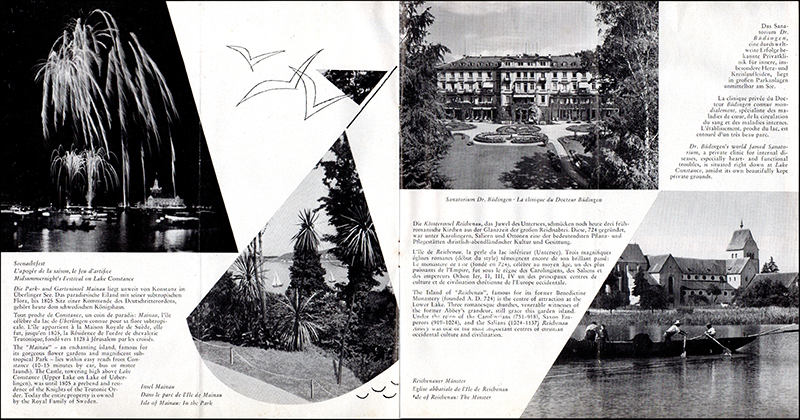 Seenachtfest
L'apogée de la saison, le feu d'artifice
Midsummernight's Festival on Lake Constance
Die Park- und Garteninsel Mainau liegt unweit von Konstanz im
Überlinger See. Das paradiesische Eiland mit seiner subtropischen
Flora, bis 1805 Sitz einer Kommende des Deutschritterordens,
gehört heute dem schwedischen Königshaus.
Tout proche de Constance, un coin de paradis: Mainau, l'île
célèbre du lac de Überlingen connue pour sa flore subtropi-
cale. L'île appartient à la Maison Royale de Suède, elle
fut, jusqu'en 1805, la Résidence de l'ordre de chevalerie
Teutonique, fondé vers 1128 à Jérusalem par les croisés.
The "Mainau" – an enchanting island, famous for
its gorgeous flower gardens and magnificent sub-
tropical Park – lies within easy reach from Con-
stance (10-15 minutes by car, bus or motor
launch). The Castle, towering high above Lake
Constance (Upper Lake on Lake of Ueber-
lingen), was until 1805 a prebend and resi-
dence of the Knights of the Teutonic Or-
der. Today the entire property is owned
by the Royal Family of Sweden.
Insel Mainau
Dans le parc de l'Ile de Mainau
Isle of Mainau: In the Park
Sanatorium Dr. Büdingen · La clinique du Docteur Büdingen
Die Klosterinsel Reichenau, das Juwel des Untersees, schmücken noch heute drei früh-
romanische Kirchen aus der Glanzzeit der großen Reichsabtei. Diese, 724 gegründet,
war unter Karolingern, Saliern und Ottonen eine der bedeutendsten Pflanz- und
Pflegestätten christlich-abendländischer Kultur und Gesittung.
L'île de Reichenau, la perle du lac inférieur (Untersee). Trois magnifiques
églises romanes (début du style) témoignent encore de son brillant passé:
Le monastère de l'île (fondé en 724), célèbre au moyen âge, un des plus
puissants de l'Empire, fut sous le règne des Carolingiens, des Saliens et
des empereurs Othon Ier, II, III, IV un des principaux centres de
culture et de civilisation chrétienne de l'Europe occidentale.
The Island of "Reichenau", famous for its former Benedictine
Monastery (founded A. D. 724) is the centre of attraction at the
Lower Lake. Three romanesque churches, venerable witnesses of
the former Abbey's grandeur, still grace this garden island.
Under the reign of the Carolingians (751-918), Saxon Em-
perors (919-1024), and the Salians (1024-1137) Reichenau
Abbey was one of the most important centres of christian
occidental culture and civilization.
Reichenauer Münster
Eglise abbatiale de l'Ile de Reichenau
Isle of Reichenau: The Minster
Das Sana-
torium Dr.
Büdingen,
eine durch welt-
weite Erfolge be-
kannte Privatkli-
nik für innere, ins-
besondere Herz- und
Kreislaufleiden, liegt
in großen Parkanlagen
unmittelbar am See.
La clinique privée du Doc-
teur Büdingen connue mon-
dialement, spécialisée des ma-
ladies de cœur, de la circulation
du sang et des maladies internes.
L'établissement, proche du lac, est
entouré d'un très beau parc.
Dr. Büdingen's world famed Sanato-
rium, a private clinic for internal di-
seases, especially heart- and functional
troubles, is situated right down at Lake
Constance, amidst its own beautifully kept
private grounds.